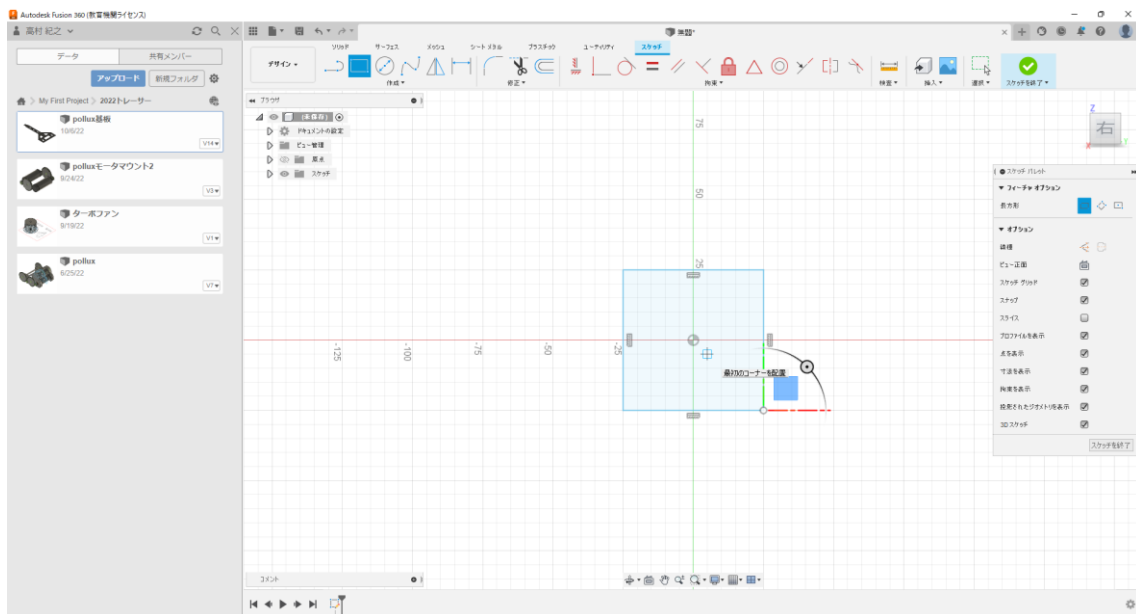 Autodesk Fusion 360 (教育機関ライセンス)
高村 紀之
無題*
データ
共有メンバー
アップロード
新規フォルダ
My First Project > 2022トレーサー
pollux基板
10/6/22
V14
polluxモータマウント2
9/24/22
V3
ターボファン
9/19/22
V1
pollux
6/25/22
V7
ソリッド
サーフェス
メッシュ
シート メタル
プラスチック
ユーティリティ
スケッチ
デザイン
作成
修正
拘束
検査
挿入
選択
スケッチを終了
ブラウザ
(未保存)
ドキュメントの設定
ビュー管理
原点
スケッチ
75
50
25
-125
-100
-75
-50
-25
最初のコーナーを配置
Z
右
スケッチ パレット
フィーチャ オプション
長方形
オプション
線種
ビュー正面
スケッチ グリッド
スナップ
スライス
プロファイルを表示
点を表示
寸法を表示
拘束を表示
投影されたジオメトリを表示
3Dスケッチ
スケッチを終了
コメント